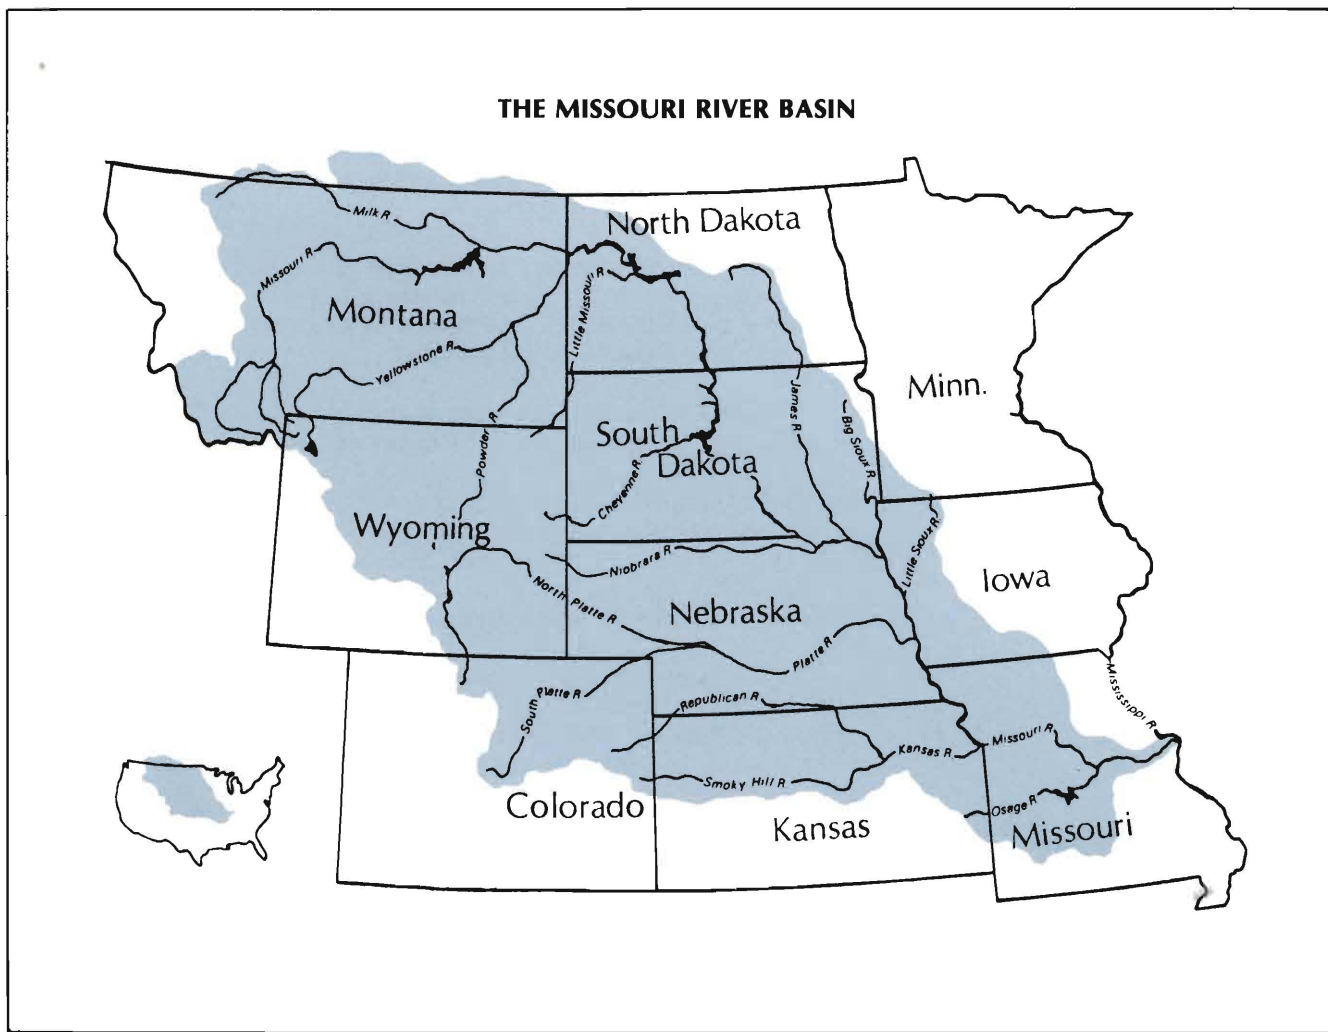 THE MISSOURI RIVER BASIN
Milk R
North Dakota
Missouri R
Little Missouri R
Montana
Yellowstone R
Minn.
James R
Big Sioux R
Powder R
South
Dakota
Cheyenne R
Wyoming
Little Sioux R
Niobrara R
Iowa
North Platte R
Nebraska
Platte R
South Platte R
Republican R
Mississippi R
Kansas R
Missouri R
Smoky Hill R
Colorado
Osage R
Kansas
Missouri